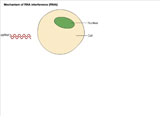 Mechanism of RNA interference (RNAi)
Nucleus
dsRNA
Cell